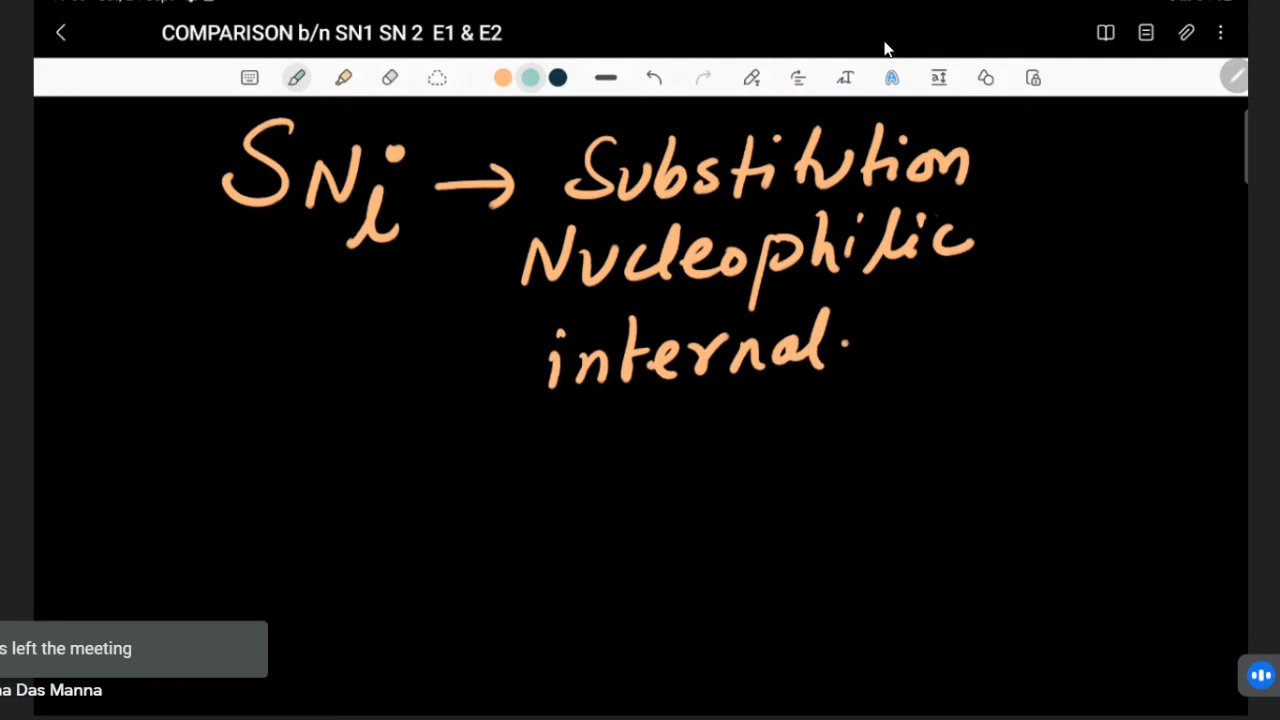 COMPARISON b/n SN1 SN 2 E1 & E2
SNi → Substitution
Nucleophilic
internal.
s left the meeting
na Das Manna